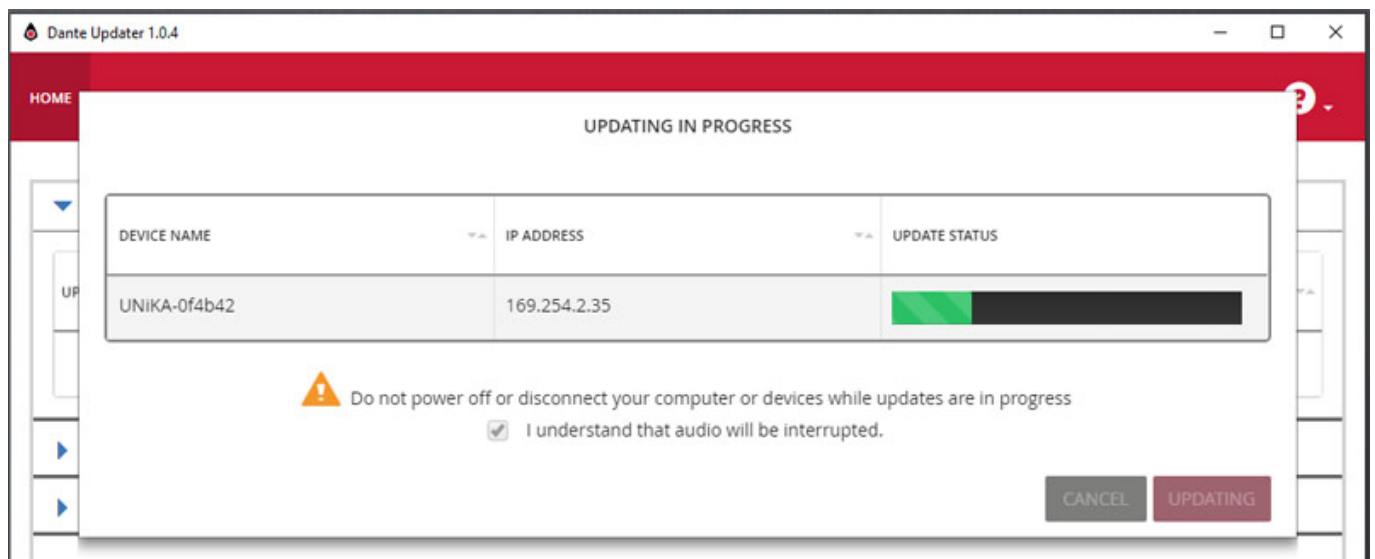 Dante Updater 1.0.4
HOME
UPDATING IN PROGRESS
DEVICE NAME IP ADDRESS UPDATE STATUS
UP
UNiKA-0f4b42 169.254.2.35
Do not power off or disconnect your computer or devices while updates are in progress
I understand that audio will be interrupted.
CANCEL UPDATING